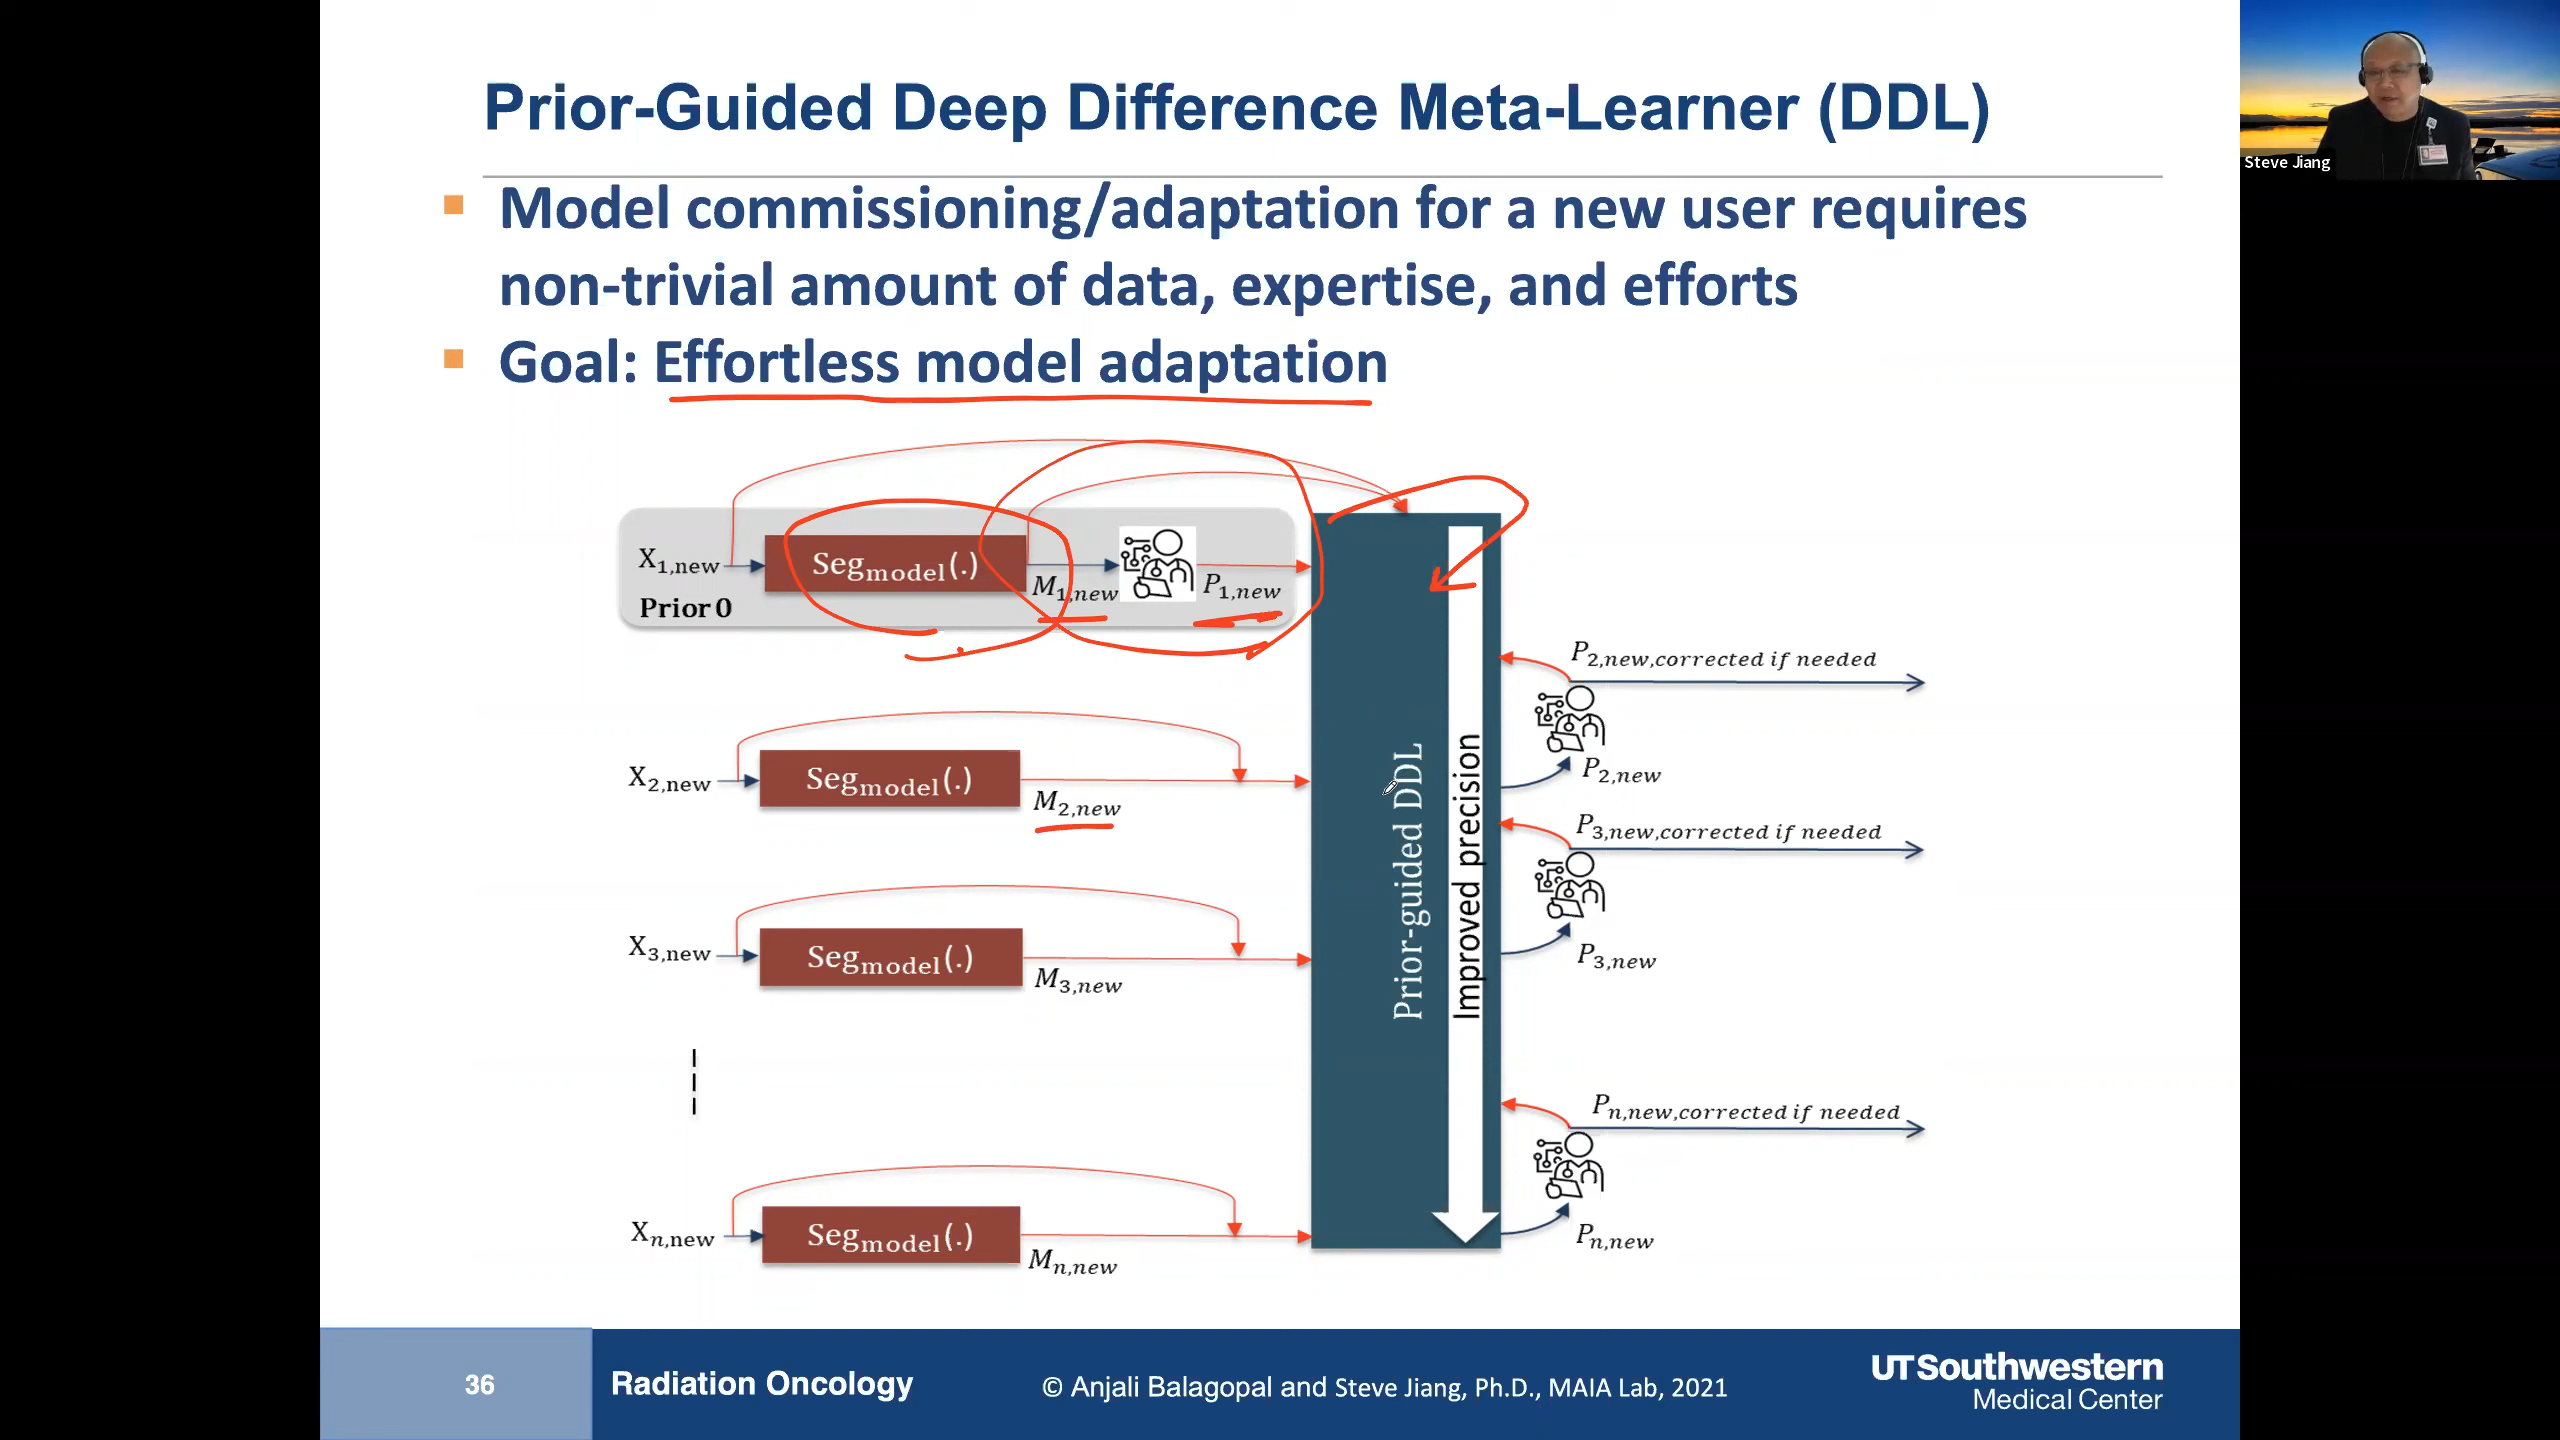 Prior-Guided Deep Difference Meta-Learner (DDL)
Steve Jiang
Model commissioning/adaptation for a new user requires
non-trivial amount of data, expertise, and efforts
Goal: Effortless model adaptation
X1,new
Segmodel(.)
M1,new
P1,new
Prior 0
P2,new,corrected if needed
X2,new
Segmodel(.)
M2,new
P2,new
P3,new,corrected if needed
X3,new
Segmodel(.)
M3,new
P3,new
Prior-guided DDL
Improved precision
Pn,new,corrected if needed
Xn,new
Segmodel(.)
Mn,new
Pn,new
36
Radiation Oncology
© Anjali Balagopal and Steve Jiang, Ph.D., MAIA Lab, 2021
UTSouthwestern
Medical Center